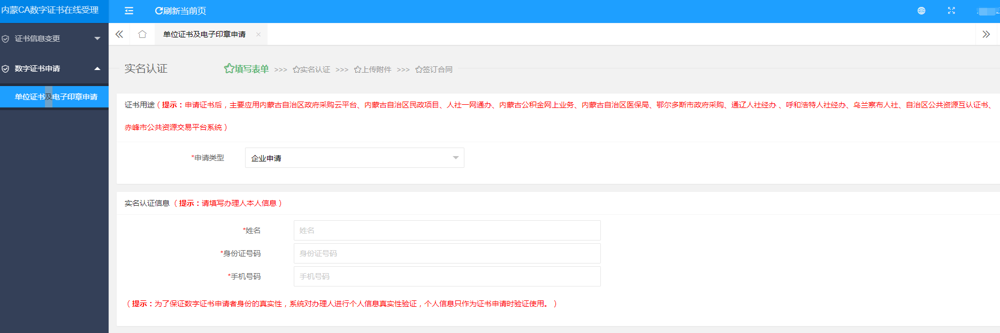 内蒙CA数字证书在线受理
刷新当前页
证书信息变更
数字证书申请
单位证书及电子印章申请
单位证书及电子印章申请 ×
实名认证
填写表单 >>> 实名认证 >>> 上传附件 >>> 签订合同
证书用途（提示：申请证书后，主要应用内蒙古自治区政府采购云平台、内蒙古自治区民政项目、人社一网通办、内蒙古公积金网上业务、内蒙古自治区医保局、鄂尔多斯市政府采购、通辽人社经办 、呼和浩特人社经办、乌兰察布人社、自治区公共资源互认证书、
赤峰市公共资源交易平台系统）
*申请类型 企业申请
实名认证信息（提示：请填写办理人本人信息）
*姓名 姓名
*身份证号码 身份证号码
*手机号码 手机号码
（提示：为了保证数字证书申请者身份的真实性，系统对办理人进行个人信息真实性验证，个人信息只作为证书申请时验证使用。）